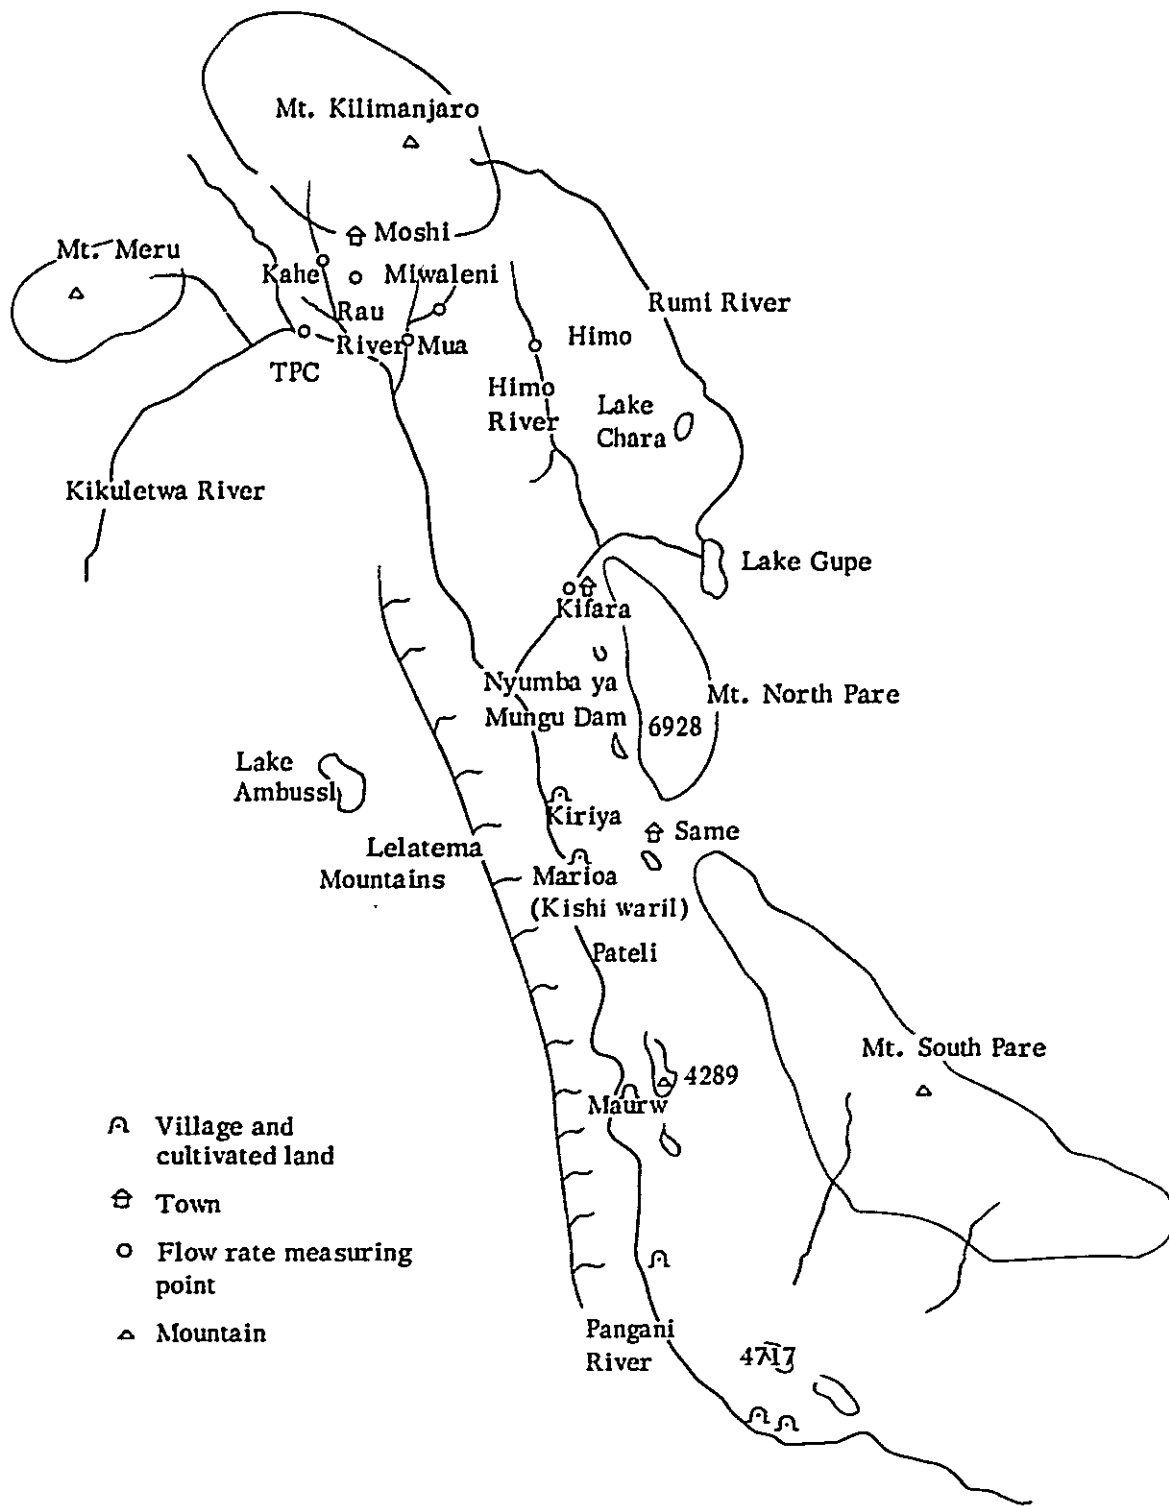 Mt. Kilimanjaro
Moshi
Mt. Meru
Kahe
Miwaleni
Rau
River
Mua
TPC
Rumi River
Himo
Himo
River
Lake
Chara
Kikuletwa River
Lake Gupe
Kifara
Nyumba ya
Mungu Dam
6928
Mt. North Pare
Lake
Ambussl
Kiriya
Same
Lelatema
Mountains
Marioa
(Kishi waril)
Pateli
Mt. South Pare
4289
Maurw
Village and
cultivated land
Town
Flow rate measuring
point
Mountain
Pangani
River
4717